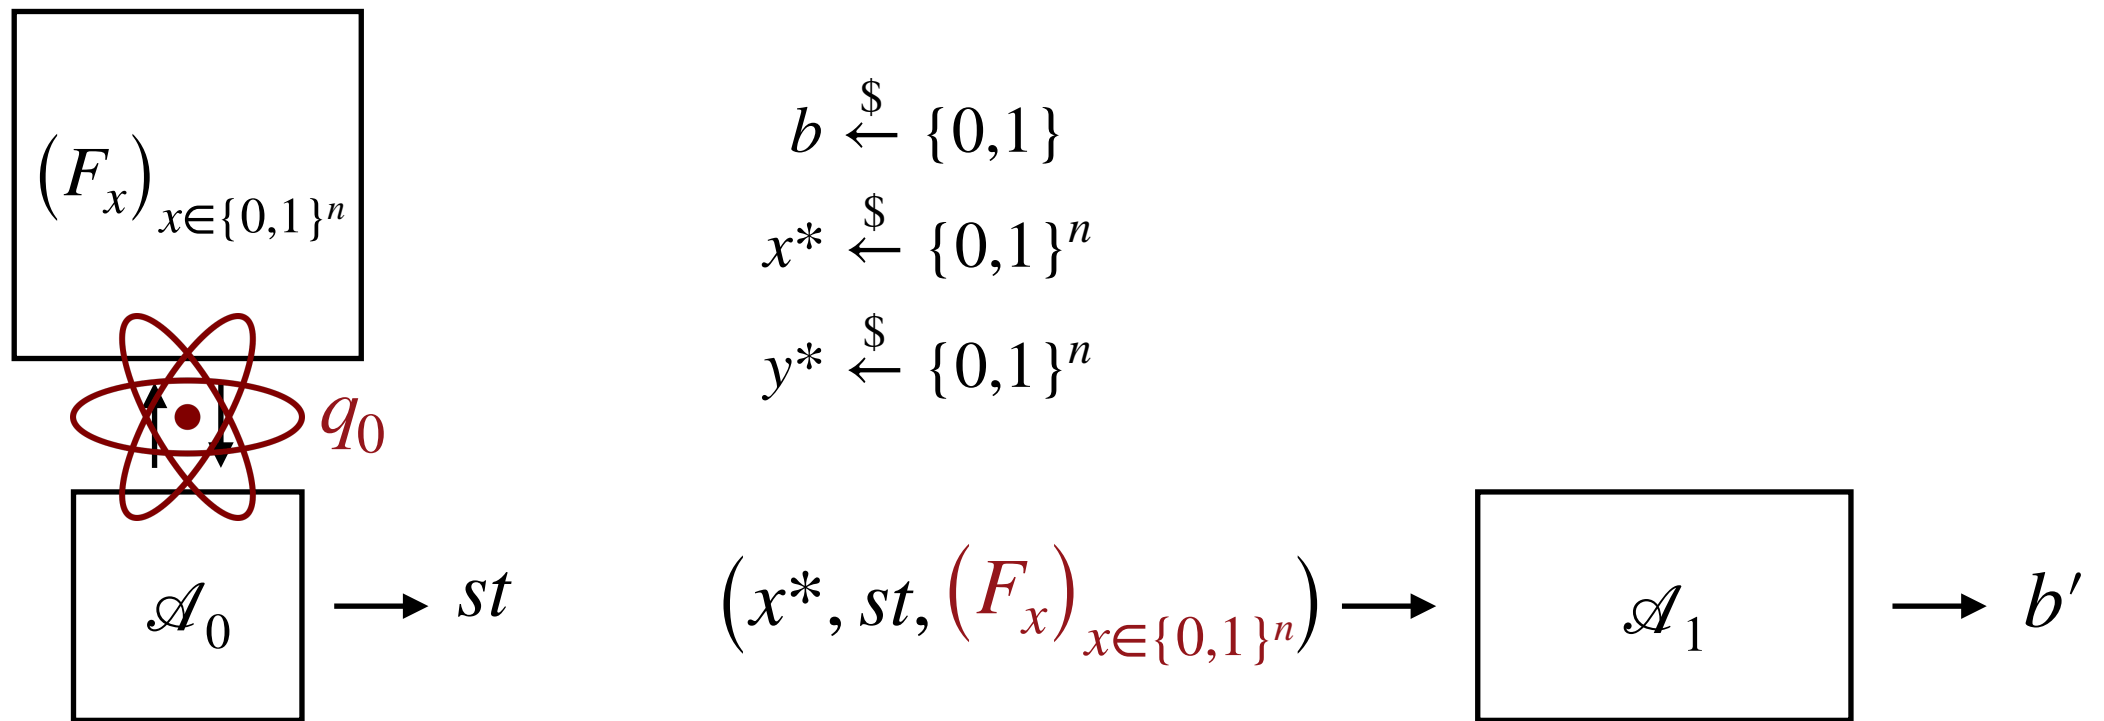 (F_x)_{x∈{0,1}^n}
b $← {0,1}
x* $← {0,1}^n
y* $← {0,1}^n
q_0
𝒜_0
st
(x*, st, (F_x)_{x∈{0,1}^n})
𝒜_1
b′